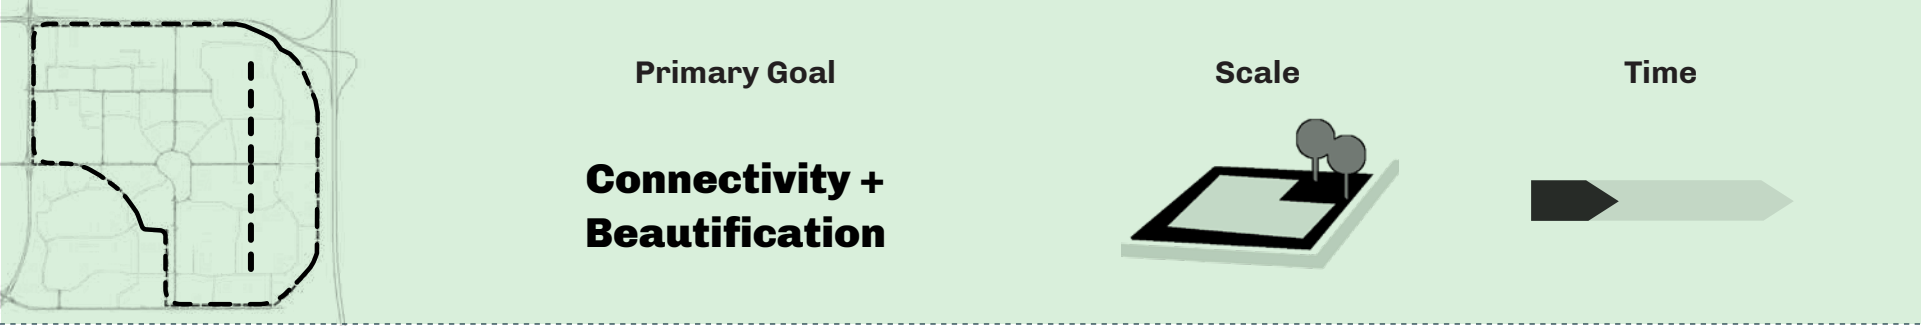 Primary Goal
Scale
Time
Connectivity +
Beautification